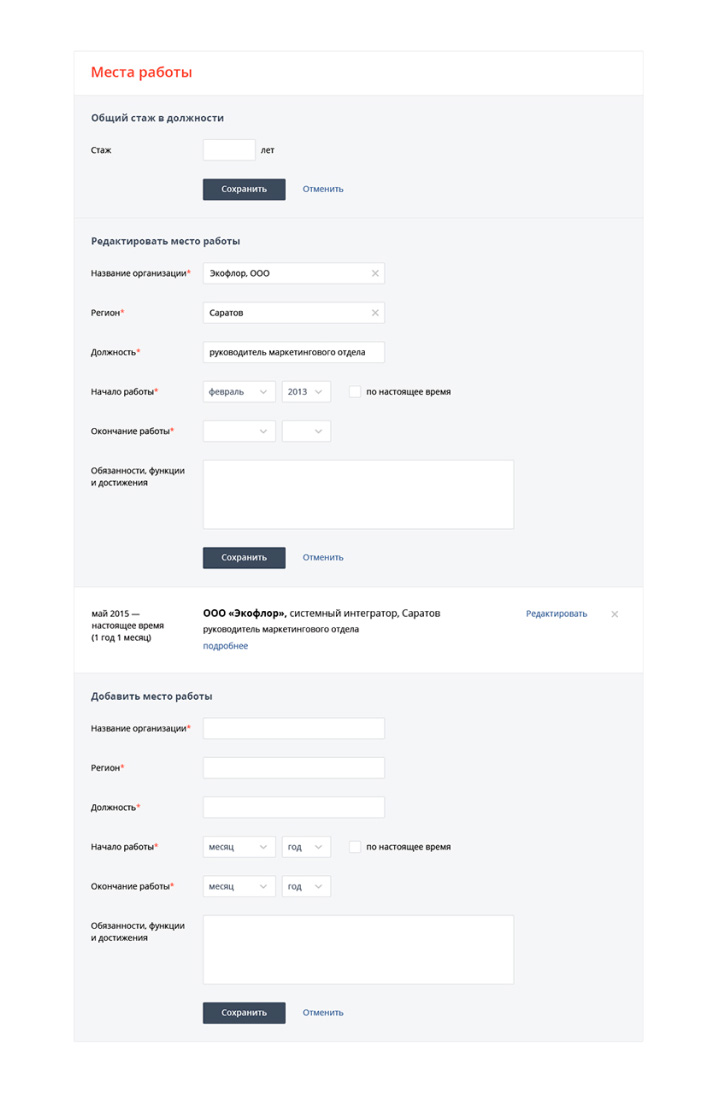 Места работы
Общий стаж в должности
Стаж лет
Сохранить Отменить
Редактировать место работы
Название организации* Экофлор, ООО
Регион* Саратов
Должность* руководитель маркетингового отдела
Начало работы* февраль 2013 по настоящее время
Окончание работы*
Обязанности, функции
и достижения
Сохранить Отменить
май 2015 — ООО «Экофлор», системный интегратор, Саратов Редактировать
настоящее время руководитель маркетингового отдела
(1 год 1 месяц)
подробнее
Добавить место работы
Название организации*
Регион*
Должность*
Начало работы* месяц год по настоящее время
Окончание работы* месяц год
Обязанности, функции
и достижения
Сохранить Отменить